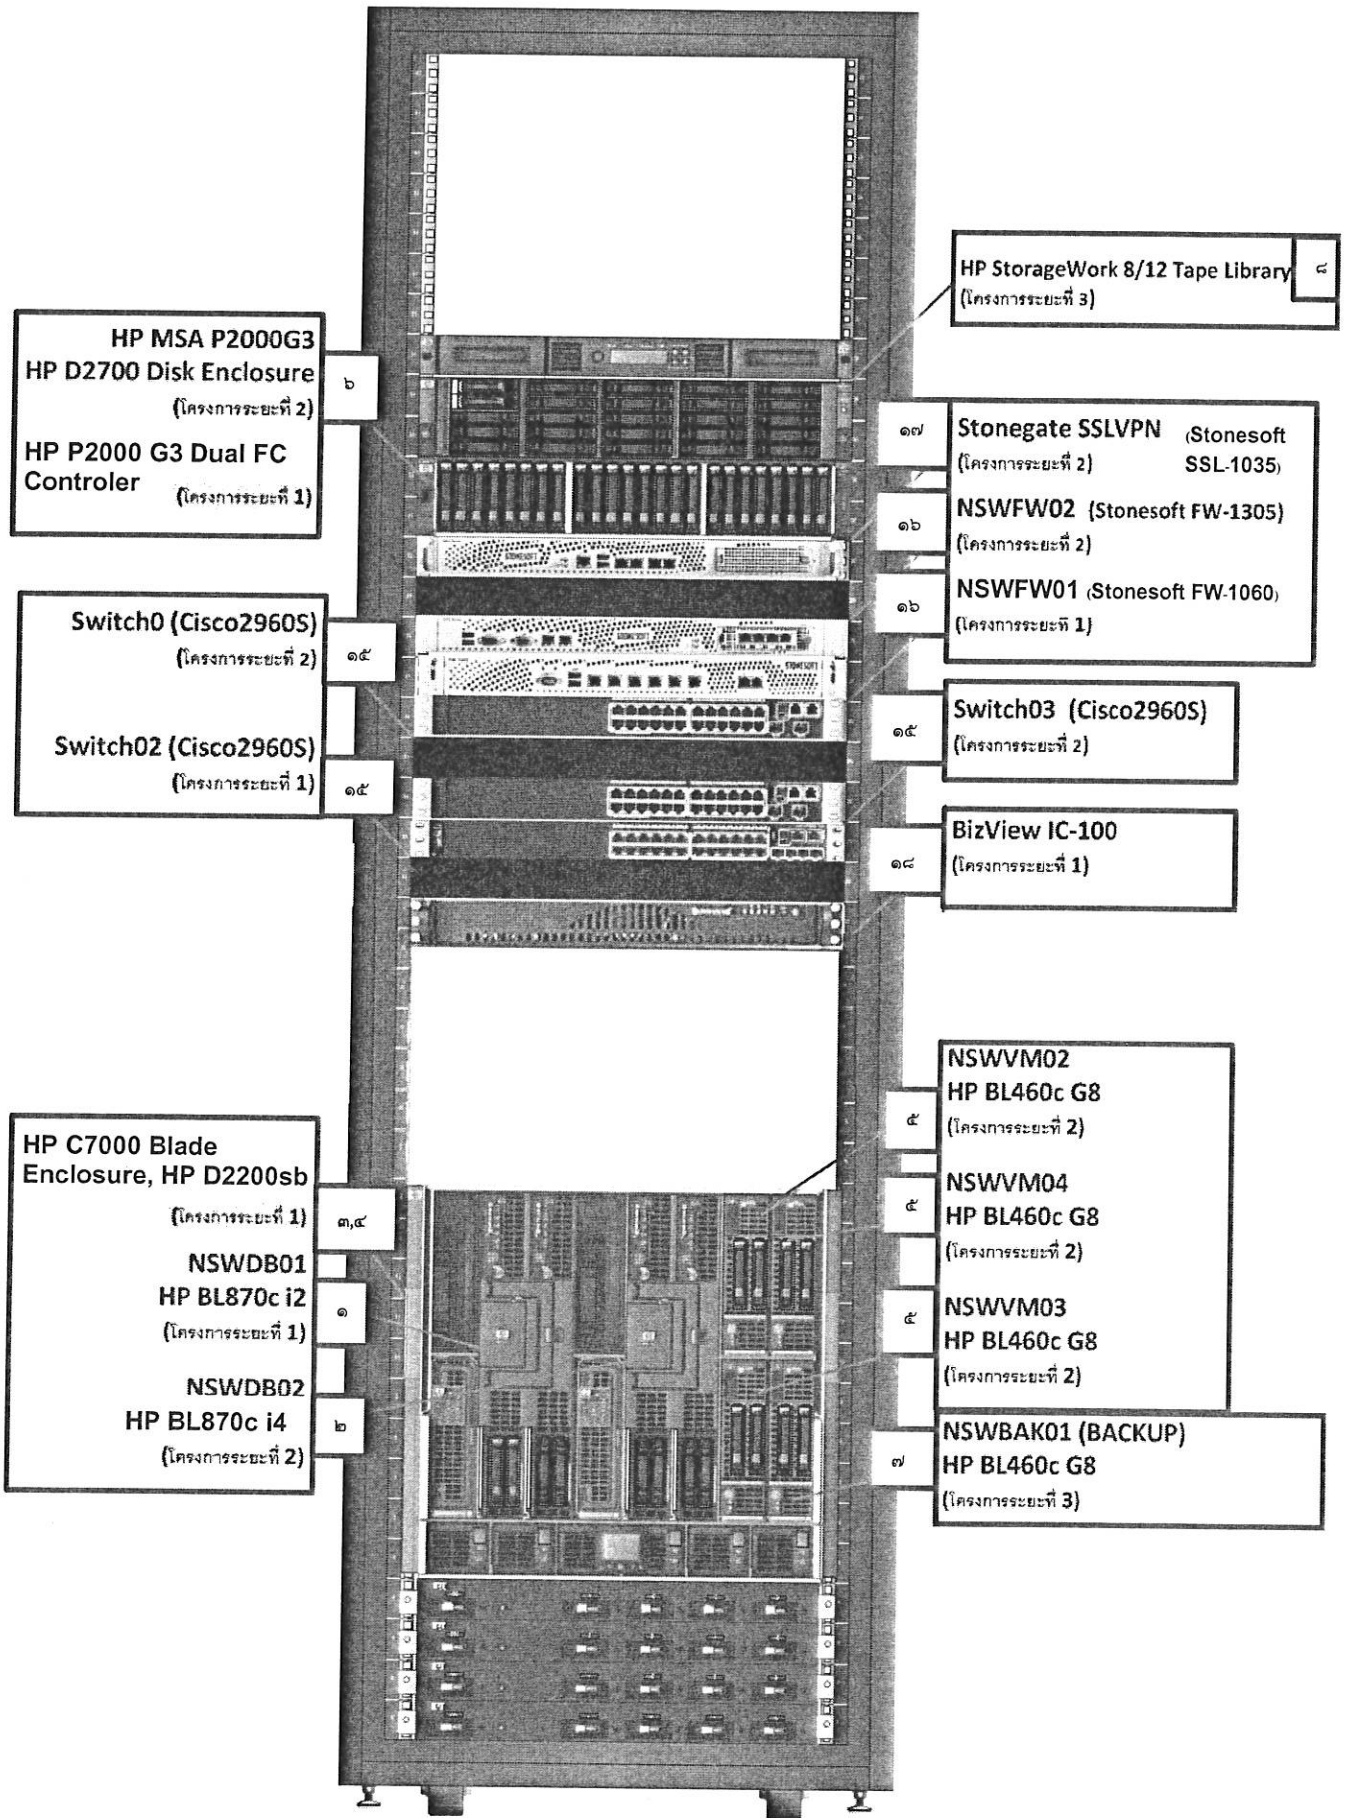 HP StorageWork 8/12 Tape Library
๘
(โครงการระยะที่ 3)
HP MSA P2000G3
HP D2700 Disk Enclosure
๖
(โครงการระยะที่ 2)
HP P2000 G3 Dual FC
Controler
(โครงการระยะที่ 1)
๑๗
Stonegate SSLVPN (Stonesoft
(โครงการระยะที่ 2) SSL-1035)
๑๖
NSWFW02 (Stonesoft FW-1305)
(โครงการระยะที่ 2)
๑๖
NSWFW01 (Stonesoft FW-1060)
(โครงการระยะที่ 1)
STONESOFT
STONESOFT
STONESOFT
Switch0 (Cisco2960S)
(โครงการระยะที่ 2)
๑๕
Switch02 (Cisco2960S)
(โครงการระยะที่ 1)
๑๕
Switch03 (Cisco2960S)
๑๕
(โครงการระยะที่ 2)
BizView IC-100
๑๘
(โครงการระยะที่ 1)
HP C7000 Blade
Enclosure, HP D2200sb
(โครงการระยะที่ 1)
๓,๔
NSWDB01
HP BL870c i2
๑
(โครงการระยะที่ 1)
NSWDB02
HP BL870c i4
๒
(โครงการระยะที่ 2)
NSWVM02
HP BL460c G8
๕
(โครงการระยะที่ 2)
NSWVM04
๕
HP BL460c G8
(โครงการระยะที่ 2)
NSWVM03
๕
HP BL460c G8
(โครงการระยะที่ 2)
NSWBAK01 (BACKUP)
๗
HP BL460c G8
(โครงการระยะที่ 3)